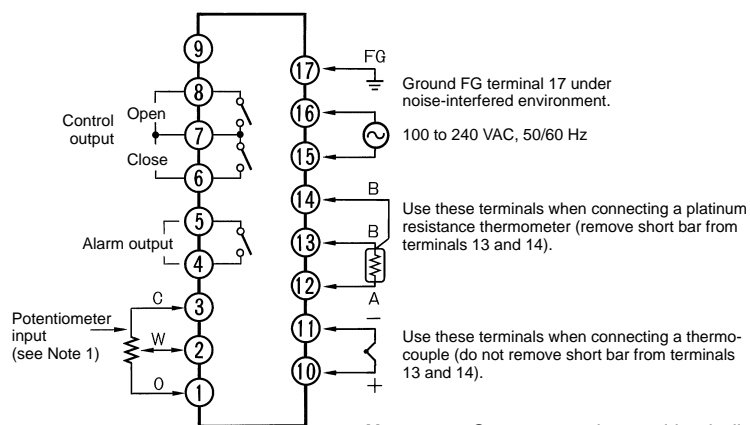 9
8
7
6
5
4
3
2
1
Control
output
Open
Close
Alarm output
Potentiometer
input
(see Note 1)
C
W
O
17
16
15
14
13
12
11
10
FG
Ground FG terminal 17 under
noise-interfered environment.
100 to 240 VAC, 50/60 Hz
B
B
A
Use these terminals when connecting a platinum
resistance thermometer (remove short bar from
terminals 13 and 14).
−
+
Use these terminals when connecting a thermo-
couple (do not remove short bar from terminals
13 and 14).